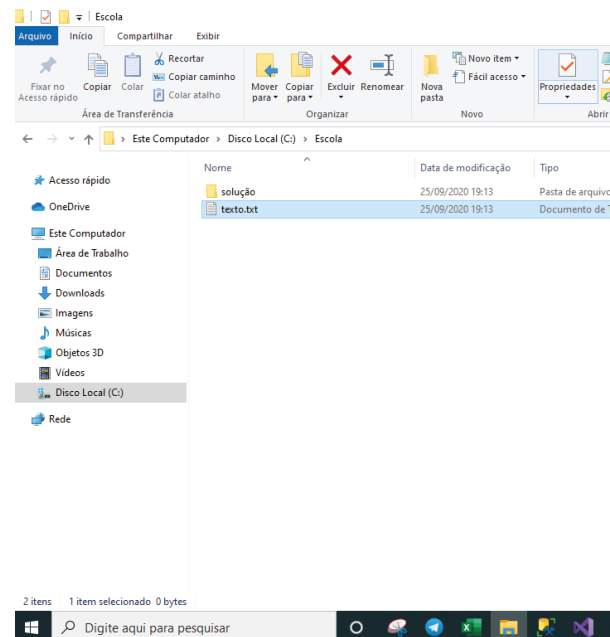 Escola
Arquivo Início Compartilhar Exibir
Fixar no Acesso rápido
Copiar
Colar
Recortar
Copiar caminho
Colar atalho
Mover para
Copiar para
Excluir
Renomear
Nova pasta
Novo item
Fácil acesso
Propriedades
Área de Transferência Organizar Novo Abrir
Este Computador > Disco Local (C:) > Escola
Nome Data de modificação Tipo
solução 25/09/2020 19:13 Pasta de arquivo
texto.txt 25/09/2020 19:13 Documento de
Acesso rápido
OneDrive
Este Computador
Área de Trabalho
Documentos
Downloads
Imagens
Músicas
Objetos 3D
Vídeos
Disco Local (C:)
Rede
2 itens 1 item selecionado 0 bytes
Digite aqui para pesquisar